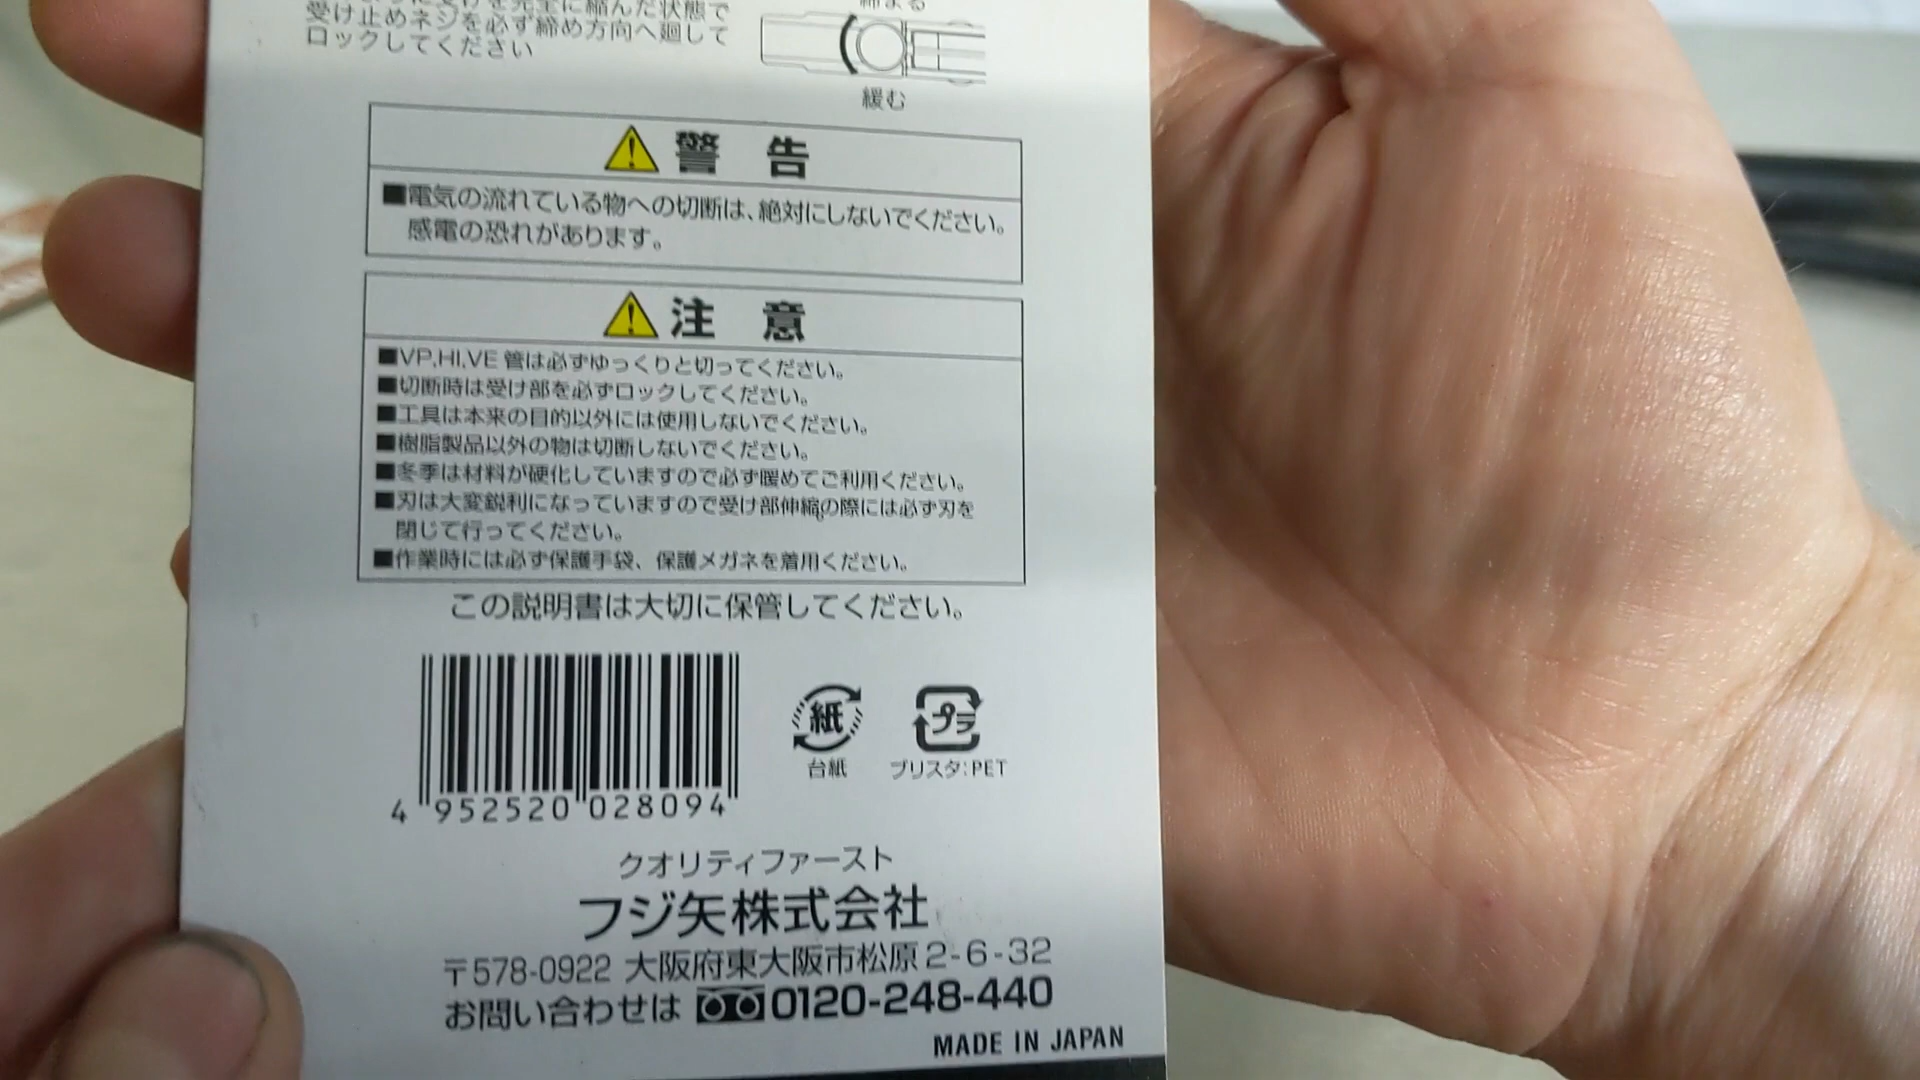 受け止めネジを必ず締め方向へ廻して
ロックしてください
締まる
緩む
警告
■電気の流れている物への切断は、絶対にしないでください。
感電の恐れがあります。
注意
■VP,HI,VE 管は必ずゆっくりと切ってください。
■切断時は受け部を必ずロックしてください。
■工具は本来の目的以外には使用しないでください。
■樹脂製品以外の物は切断しないでください。
■冬季は材料が硬化していますので必ず暖めてご利用ください。
■刃は大変鋭利になっていますので受け部伸縮の際には必ず刃を
閉じて行ってください。
■作業時には必ず保護手袋、保護メガネを着用ください。
この説明書は大切に保管してください。
4 952520 028094
紙
台紙
プラ
ブリスタ:PET
クオリティファースト
フジ矢株式会社
〒578-0922 大阪府東大阪市松原2-6-32
お問い合わせは 0120-248-440
MADE IN JAPAN